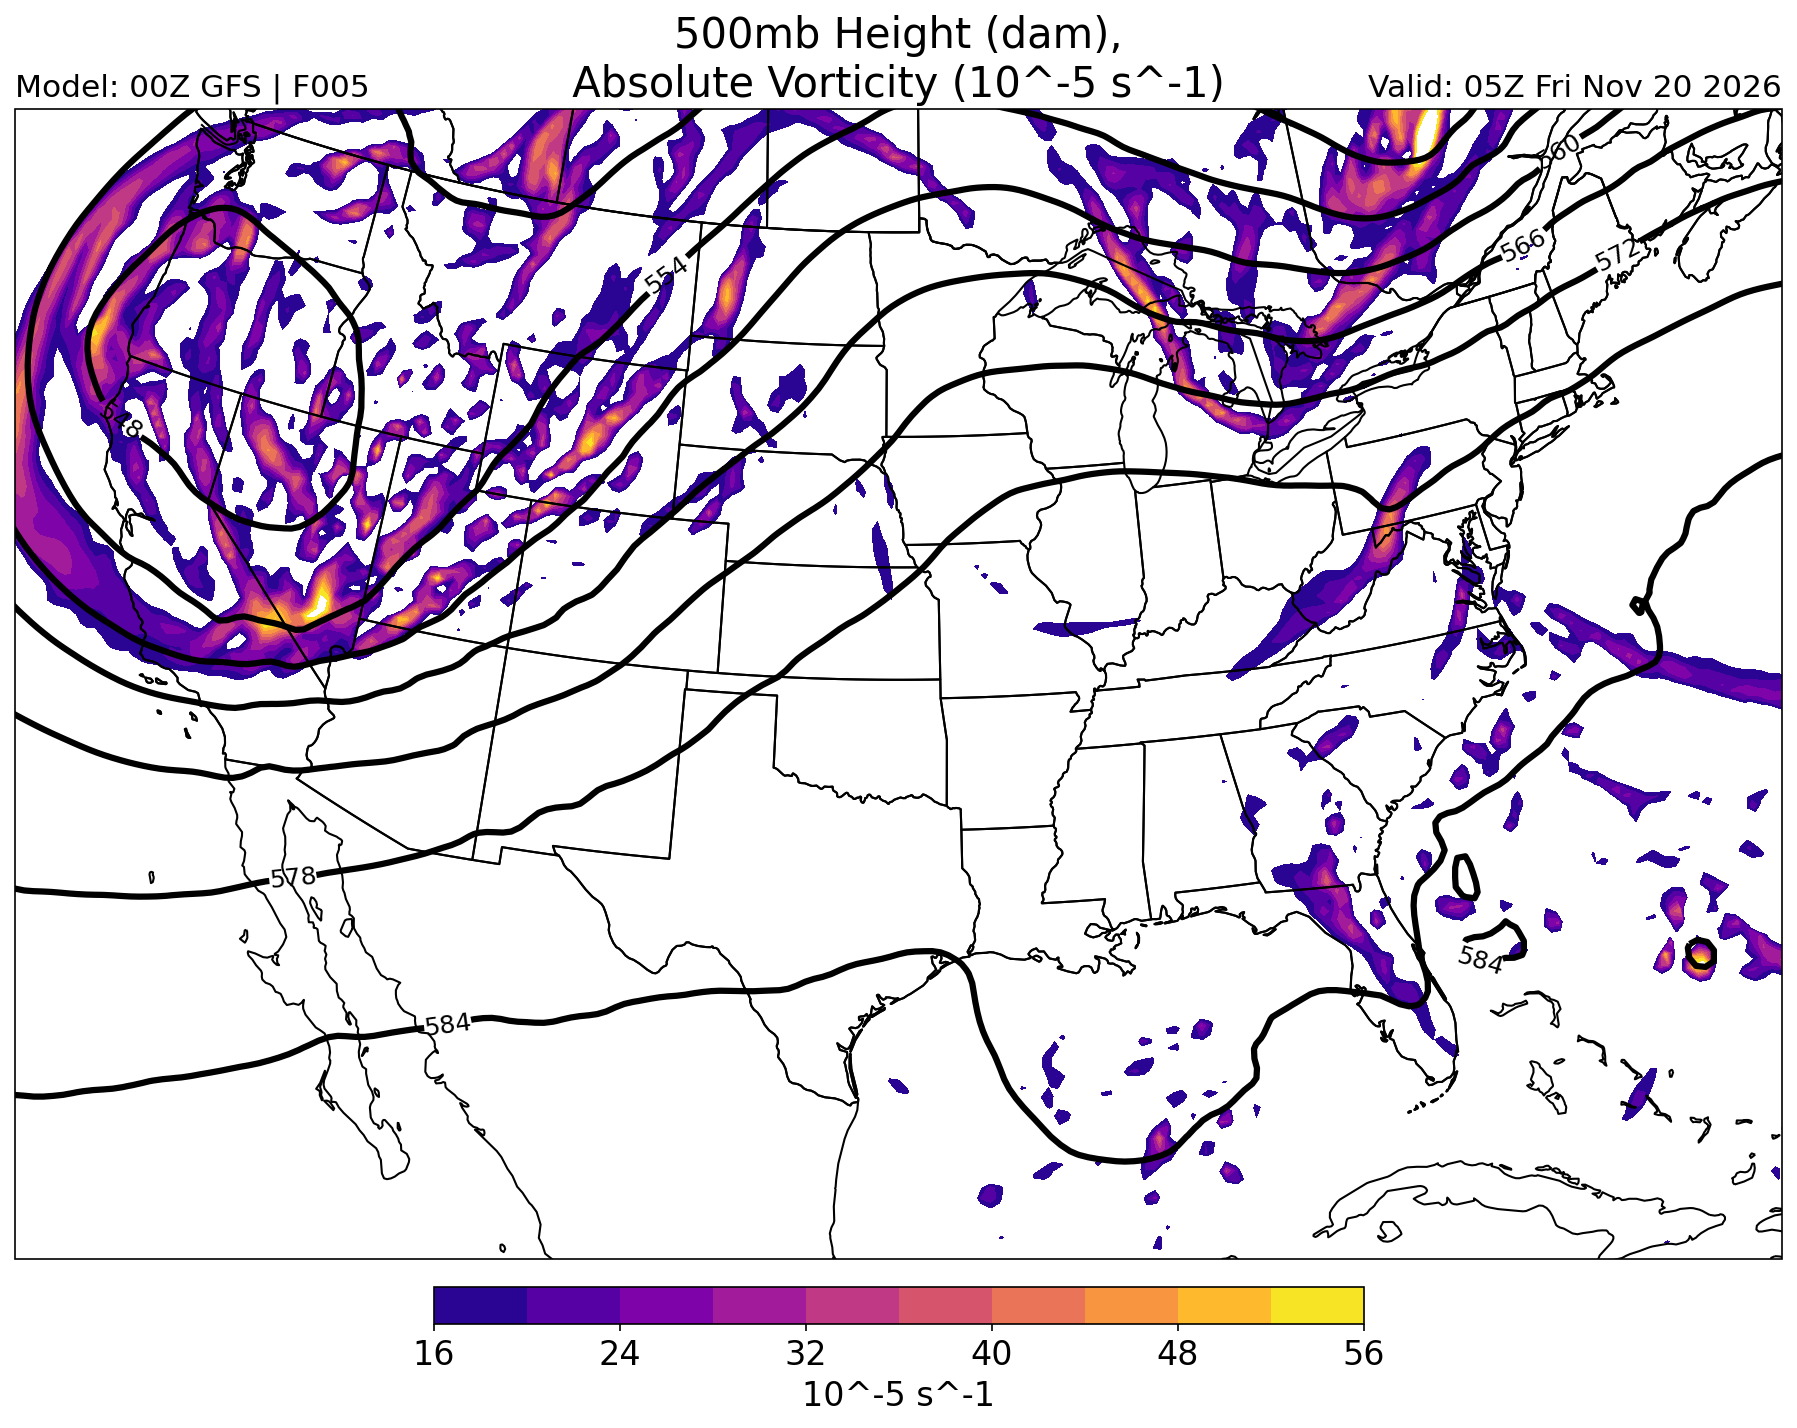 500mb Height (dam),
Absolute Vorticity (10^-5 s^-1)
Model: 00Z GFS | F005
Valid: 05Z Fri Nov 20 2026
560
566
572
554
548
578
584
584
16 24 32 40 48 56
10^-5 s^-1